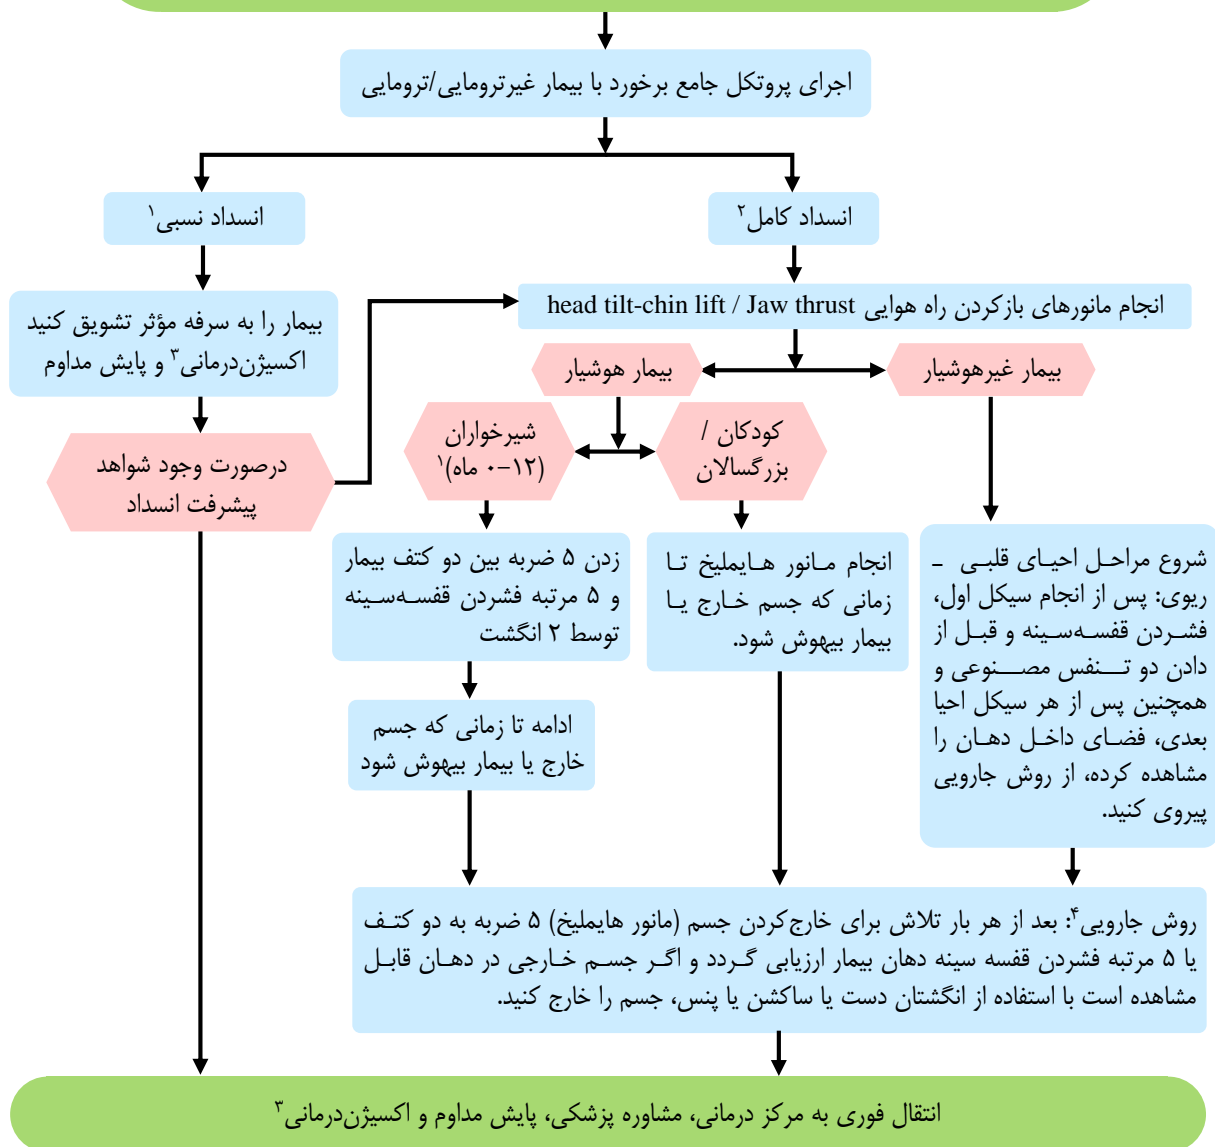 اجرای پروتکل جامع برخورد با بیمار غیرترومایی/ترومایی
انسداد نسبی۱
انسداد کامل۲
بیمار را به سرفه مؤثر تشویق کنید
اکسیژن‌درمانی۳ و پایش مداوم
انجام مانورهای بازکردن راه هوایی head tilt-chin lift / Jaw thrust
بیمار هوشیار
بیمار غیرهوشیار
درصورت وجود شواهد
پیشرفت انسداد
شیرخواران
(۱۲-۰ ماه)۱
کودکان /
بزرگسالان
زدن ۵ ضربه بین دو کتف بیمار
و ۵ مرتبه فشردن قفسه‌سینه
توسط ۲ انگشت
انجام مانور هایملیخ تا
زمانی که جسم خارج یا
بیمار بیهوش شود.
شروع مراحل احیای قلبی -
ریوی: پس از انجام سیکل اول،
فشردن قفسه‌سینه و قبل از
دادن دو تنفس مصنوعی و
همچنین پس از هر سیکل احیا
بعدی، فضای داخل دهان را
مشاهده کرده، از روش جارویی
پیروی کنید.
ادامه تا زمانی که جسم
خارج یا بیمار بیهوش شود
روش جارویی۴: بعد از هر بار تلاش برای خارج‌کردن جسم (مانور هایملیخ) ۵ ضربه به دو کتف
یا ۵ مرتبه فشردن قفسه سینه دهان بیمار ارزیابی گردد و اگر جسم خارجی در دهان قابل
مشاهده است با استفاده از انگشتان دست یا ساکشن یا پنس، جسم را خارج کنید.
انتقال فوری به مرکز درمانی، مشاوره پزشکی، پایش مداوم و اکسیژن‌درمانی۳